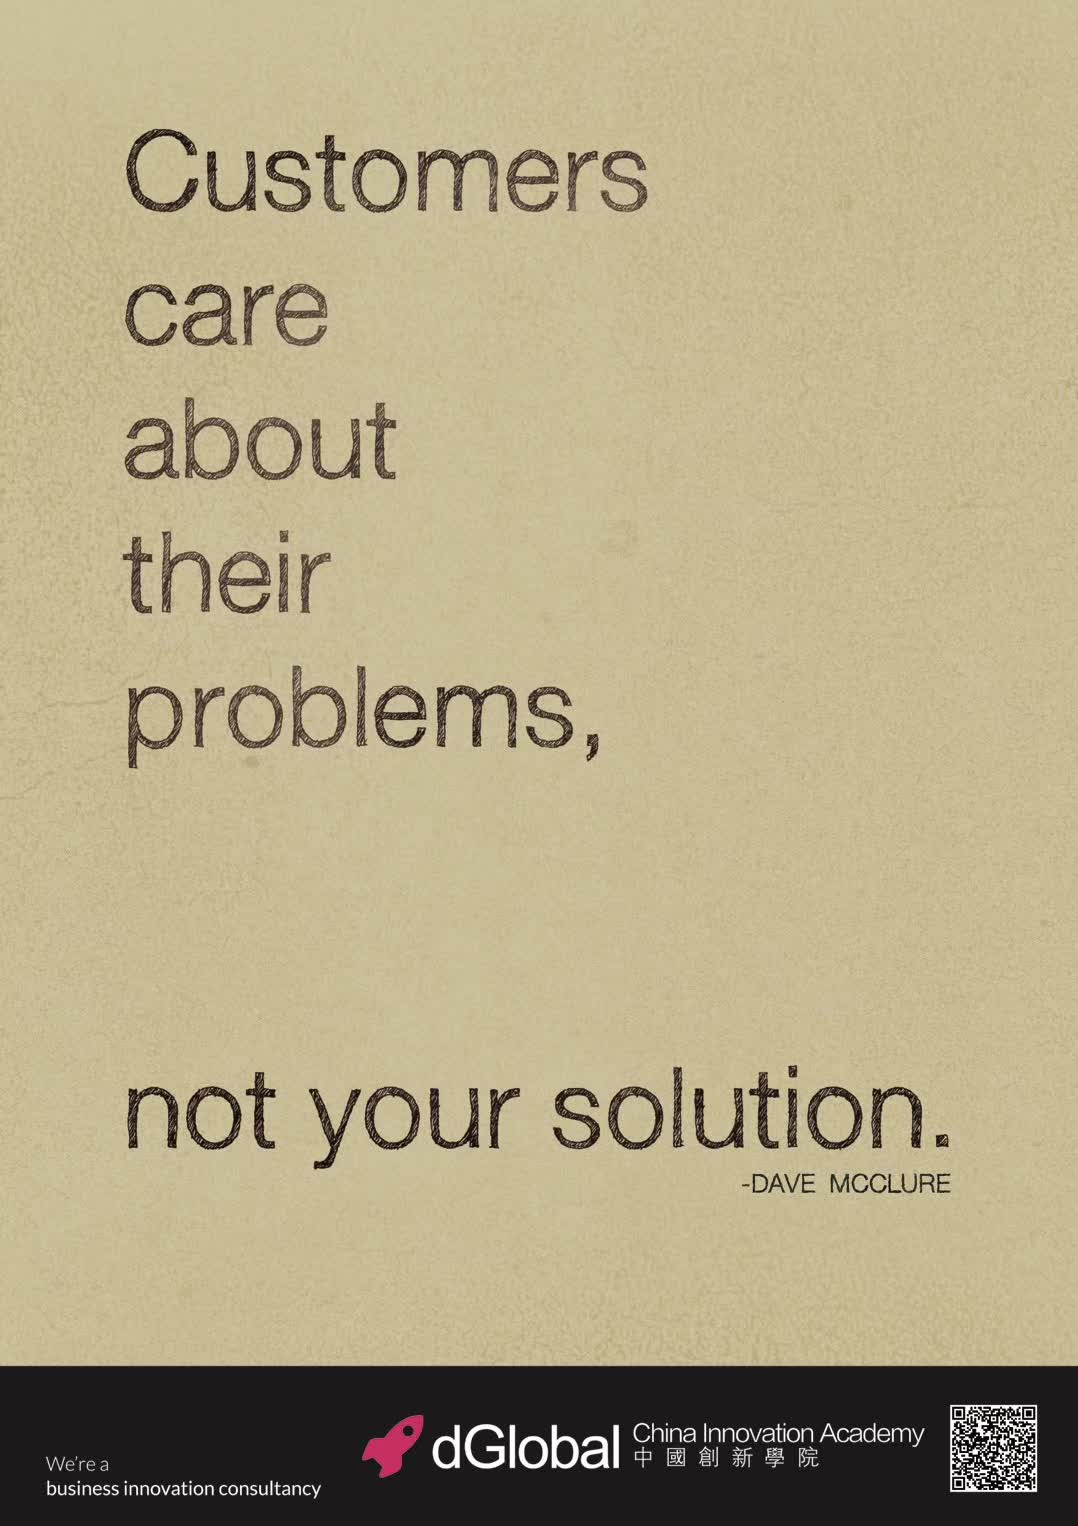 Customers
care
about
their
problems,
not your solution.
-DAVE MCCLURE
We're a
business innovation consultancy
dGlobal
China Innovation Academy
中國創新學院